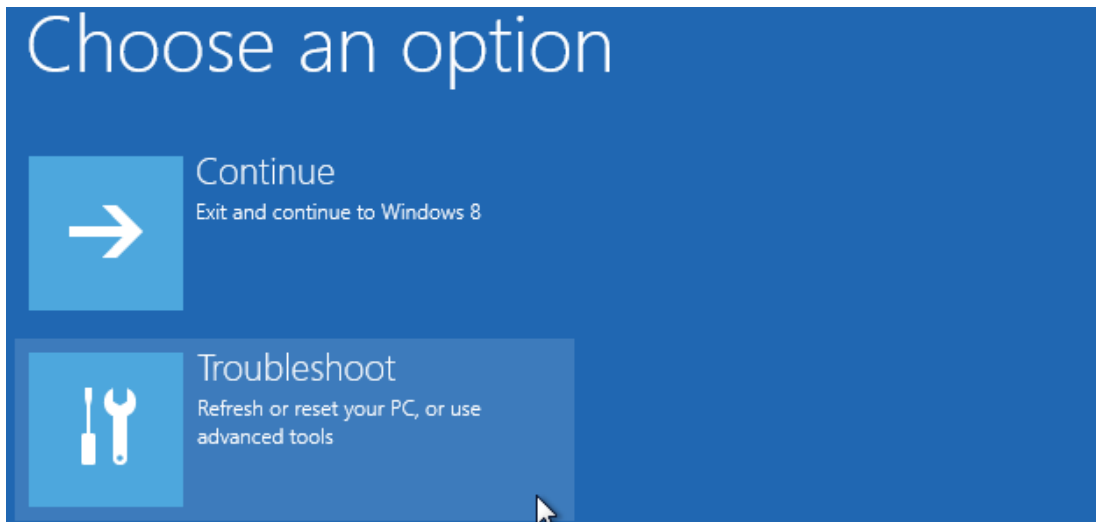 Choose an option
Continue
Exit and continue to Windows 8
Troubleshoot
Refresh or reset your PC, or use
advanced tools